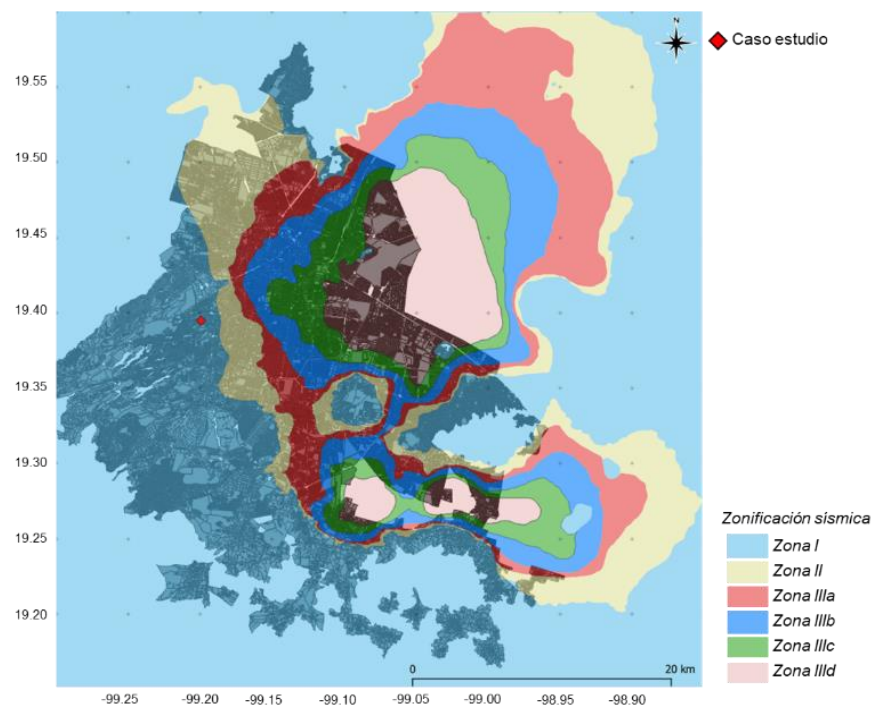 N
Caso estudio
19.55
19.50
19.45
19.40
19.35
19.30
19.25
19.20
Zonificación sísmica
Zona I
Zona II
Zona IIIa
Zona IIIb
Zona IIIc
Zona IIId
0 20 km
-99.25 -99.20 -99.15 -99.10 -99.05 -99.00 -98.95 -98.90